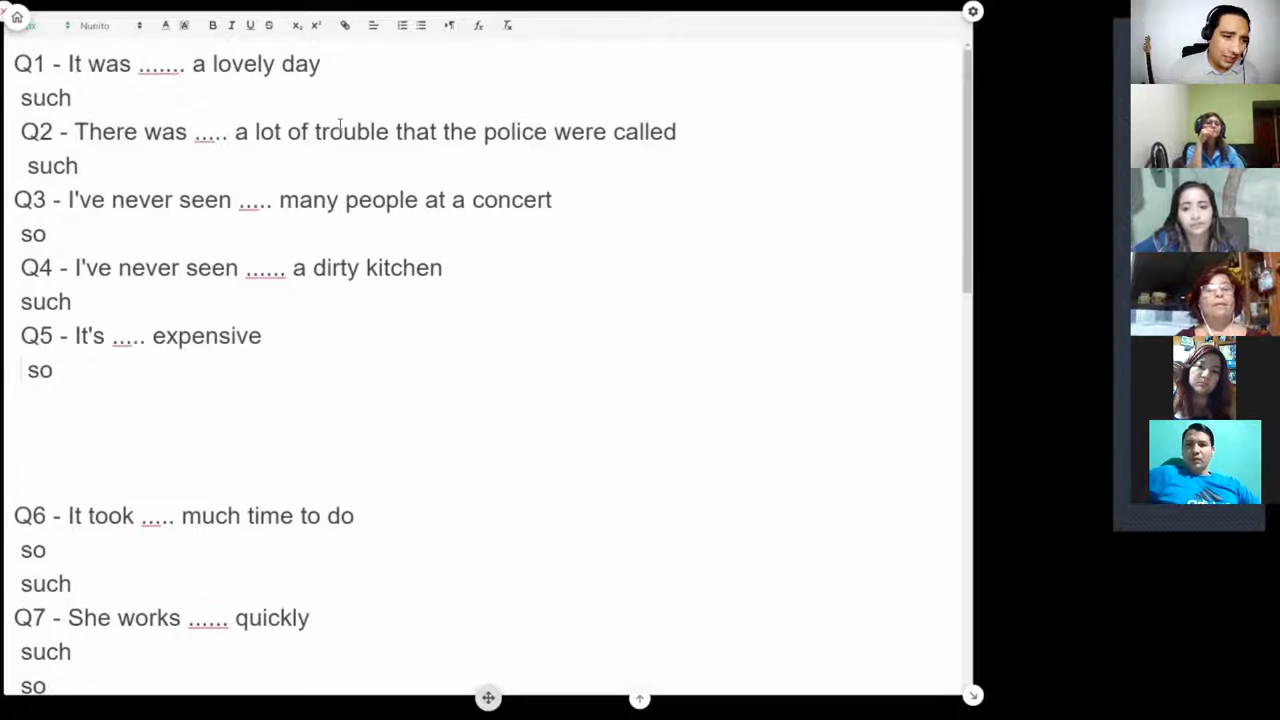 Nunito
Q1 - It was ....... a lovely day
such
Q2 - There was ..... a lot of trouble that the police were called
such
Q3 - I've never seen ..... many people at a concert
so
Q4 - I've never seen ...... a dirty kitchen
such
Q5 - It's ..... expensive
so
Q6 - It took ..... much time to do
so
such
Q7 - She works ...... quickly
such
so